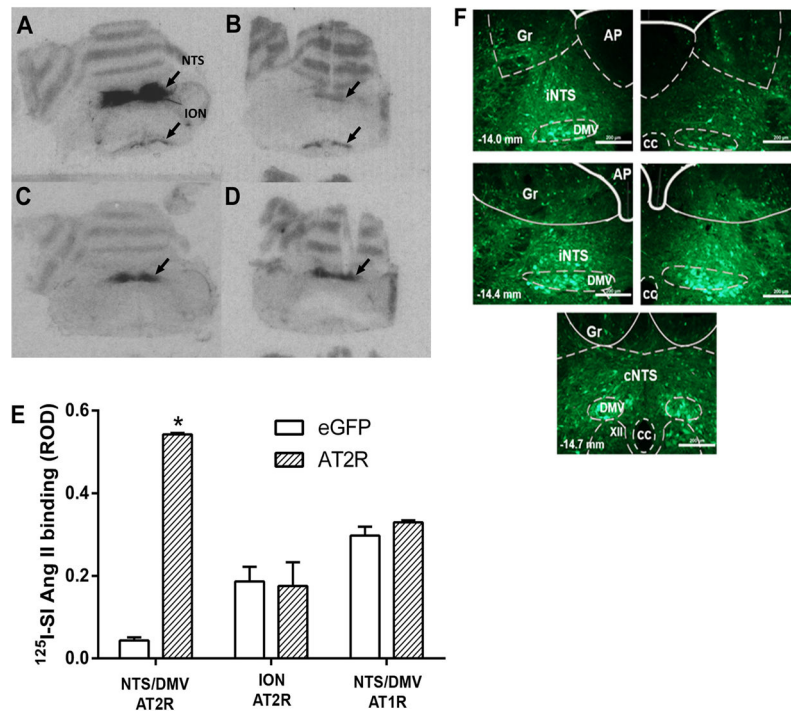 A
NTS
ION
B
C
D
E
¹²⁵I-SI Ang II binding (ROD)
0.6
0.4
0.2
0.0
*
eGFP
AT2R
NTS/DMV
AT2R
ION
AT2R
NTS/DMV
AT1R
F
Gr
AP
iNTS
DMV
-14.0 mm
200 μm
CC
200 μm
Gr
AP
iNTS
DMV
-14.4 mm
200 μm
CC
200 μm
Gr
cNTS
DMV
XII
CC
-14.7 mm
200 μm